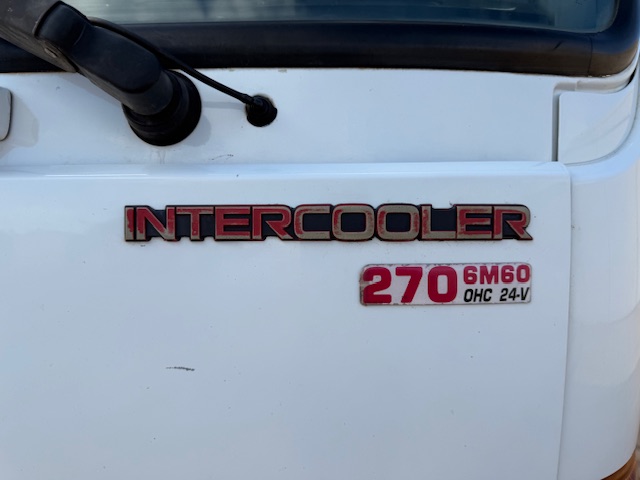 INTERCOOLER
270 6M60
OHC 24-V